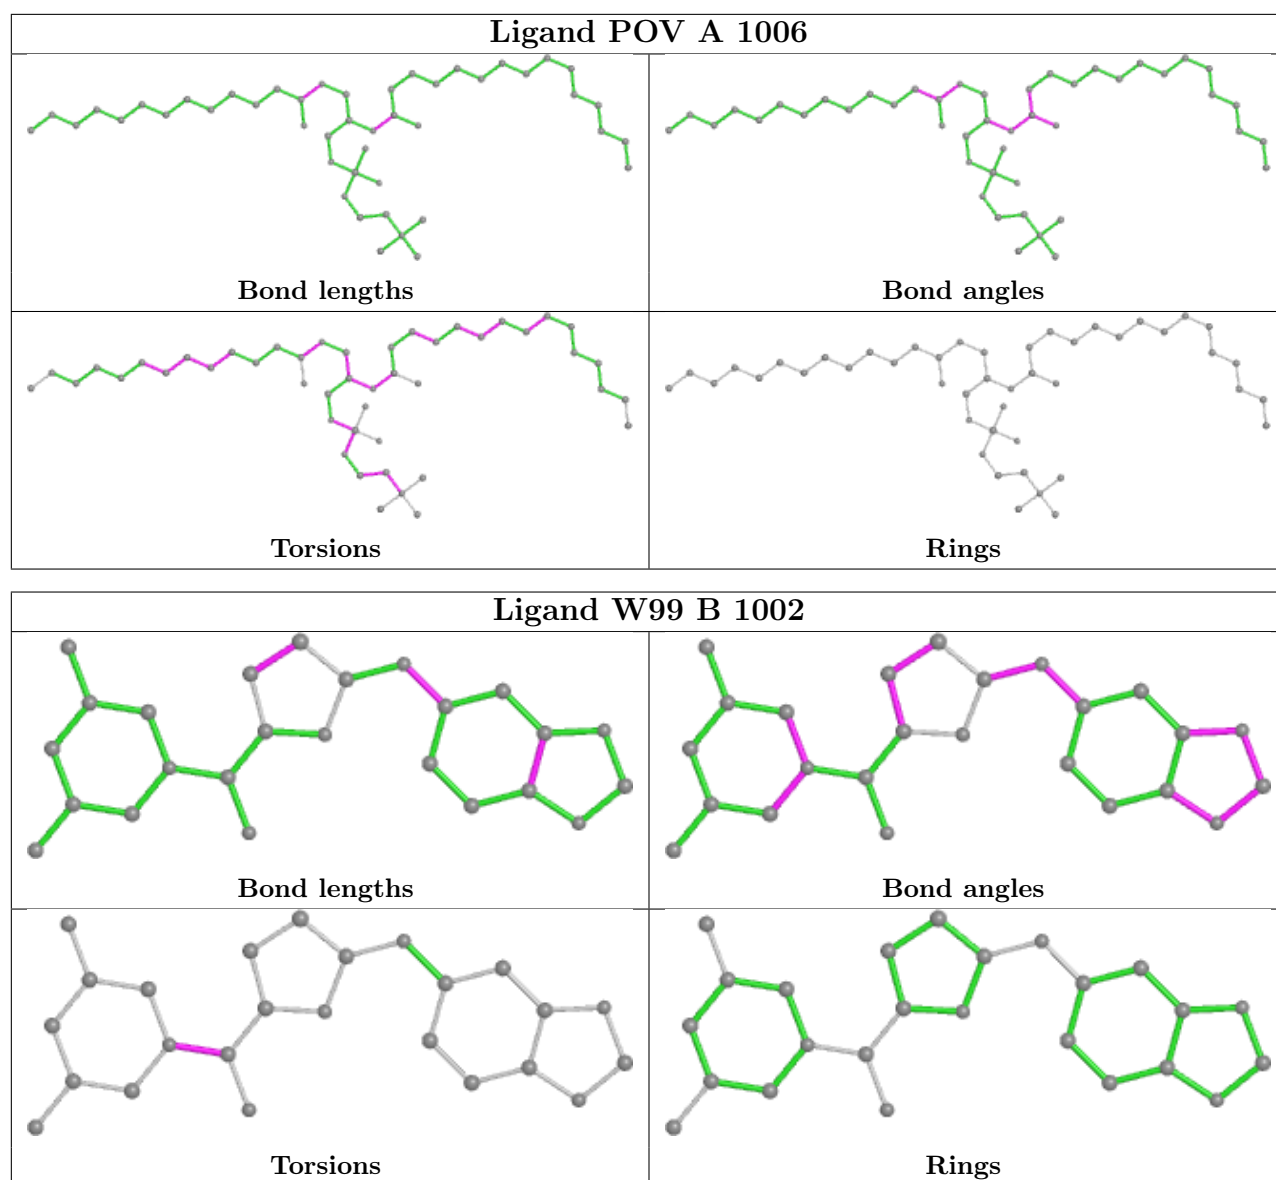 Ligand POV A 1006
Bond lengths
Bond angles
Torsions
Rings
Ligand W99 B 1002
Bond lengths
Bond angles
Torsions
Rings